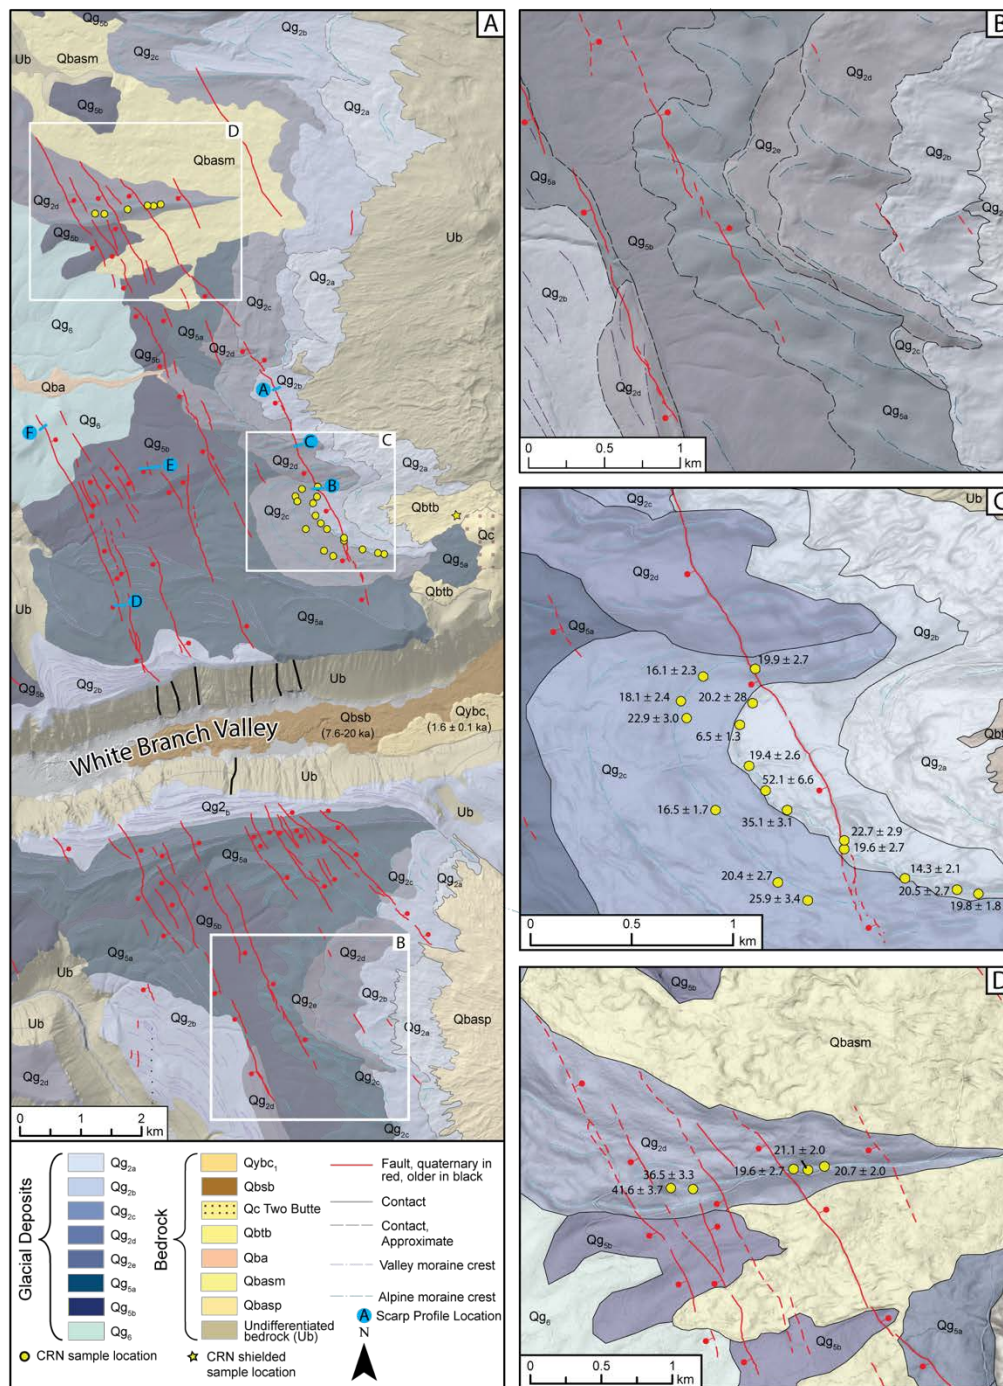 A
Qg5b
Qg2b
Ub
Qbasm
Qg2c
Qg5b
Qg2a
D
Qbasm
Qg2d
Qg5b
Ub
Qg2a
Qg2c
Qg6
Qg5a
Qg5b
Qg2d
Qba
A
Qg2b
Qg6
F
C
C
Qg5b
E
Qg2d
Qg2a
B
Qg2c
Qbtb
Qc
Qg5a
Qbtb
Ub
D
Qg5a
Qg5b
Qg2b
Ub
Qbsb
(7.6-20 ka)
Qybc1
(1.6 ± 0.1 ka)
White Branch Valley
Ub
Qg2b
Ub
Qg5a
Qg2c
Qg2a
Qg5b
Qg5a
B
Qg2d
Ub
Qg2e
Qg2b
Qg2a
Qbasp
Ub
Qg2b
Qg2d
Qg2c
Qg2d
Qg2c
0 1 2
km
B
Qg2d
Qg2e
Qg2b
Qg5a
Qg5b
Qg2b
Qg2c
Qg2d
Qg5a
0 0.5 1
km
C
Qg2c
Ub
Qg2d
Qg2b
Qg5a
19.9 ± 2.7
16.1 ± 2.3
18.1 ± 2.4
20.2 ± 28
22.9 ± 3.0
6.5 ± 1.3
Qg2c
19.4 ± 2.6
Qg2a
52.1 ± 6.6
16.5 ± 1.7
35.1 ± 3.1
22.7 ± 2.9
19.6 ± 2.7
14.3 ± 2.1
20.4 ± 2.7
20.5 ± 2.7
25.9 ± 3.4
19.8 ± 1.8
0 0.5 1
km
D
Qg5b
Qbasm
Qg2d
21.1 ± 2.0
36.5 ± 3.3
19.6 ± 2.7
20.7 ± 2.0
41.6 ± 3.7
Qg5b
Qg6
Qg5b
Qg5a
0 0.5 1
km
Glacial Deposits
Qg2a
Qg2b
Qg2c
Qg2d
Qg2e
Qg5a
Qg5b
Qg6
Bedrock
Qybc1
Qbsb
Qc Two Butte
Qbtb
Qba
Qbasm
Qbasp
Undifferentiated
bedrock (Ub)
Fault, quaternary in
red, older in black
Contact
Contact,
Approximate
Valley moraine crest
Alpine moraine crest
A Scarp Profile Location
N
CRN sample location
CRN shielded
sample location